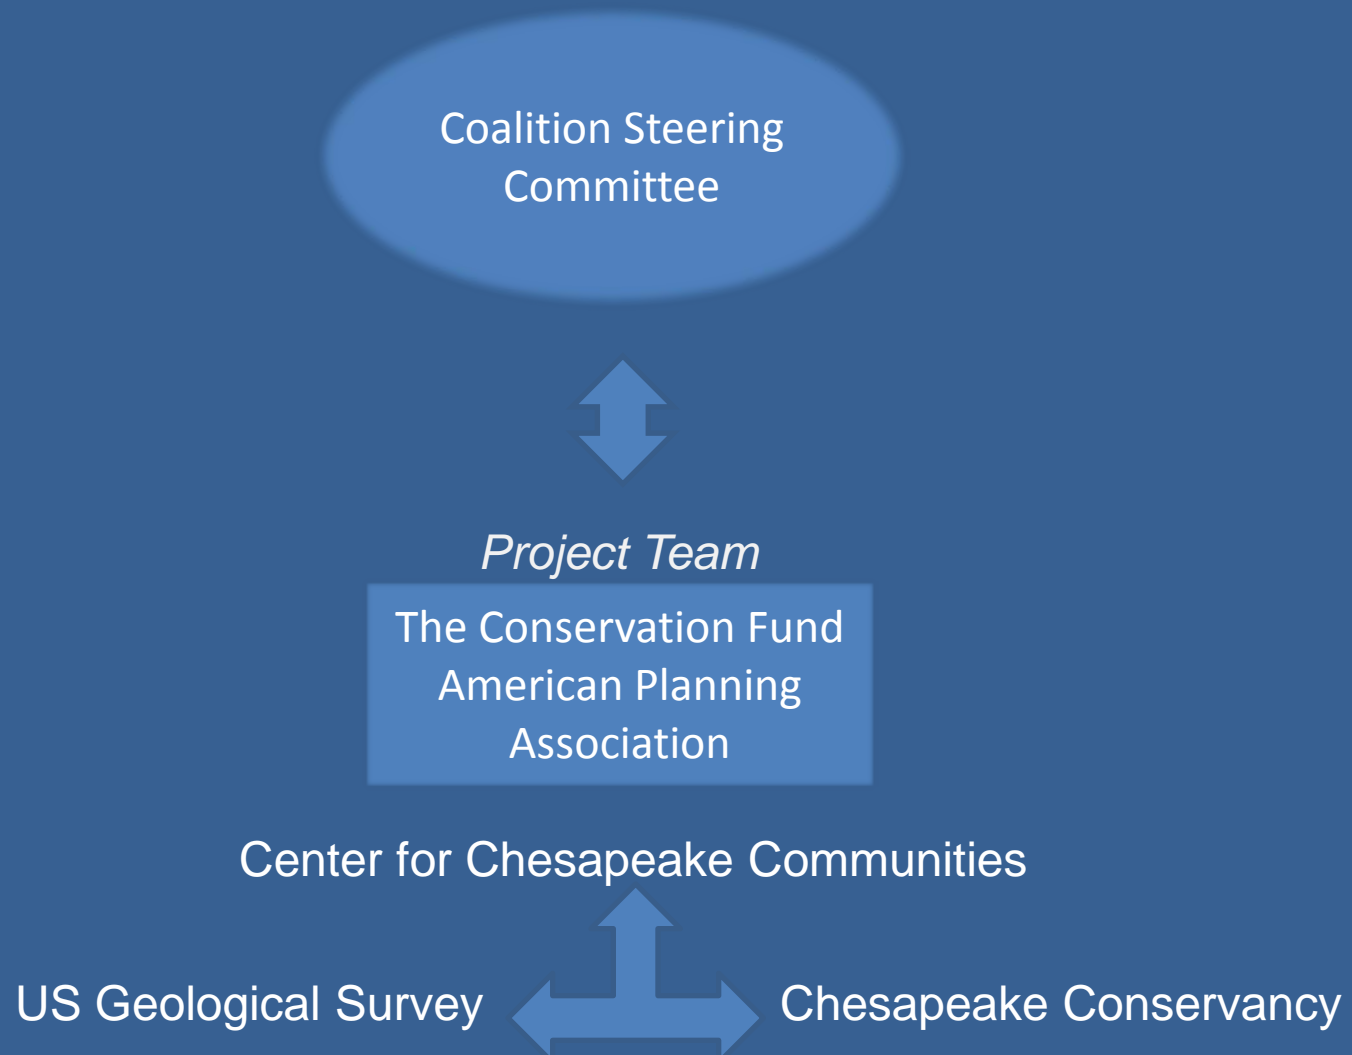 Coalition Steering
Committee
Project Team
The Conservation Fund
American Planning
Association
Center for Chesapeake Communities
US Geological Survey
Chesapeake Conservancy